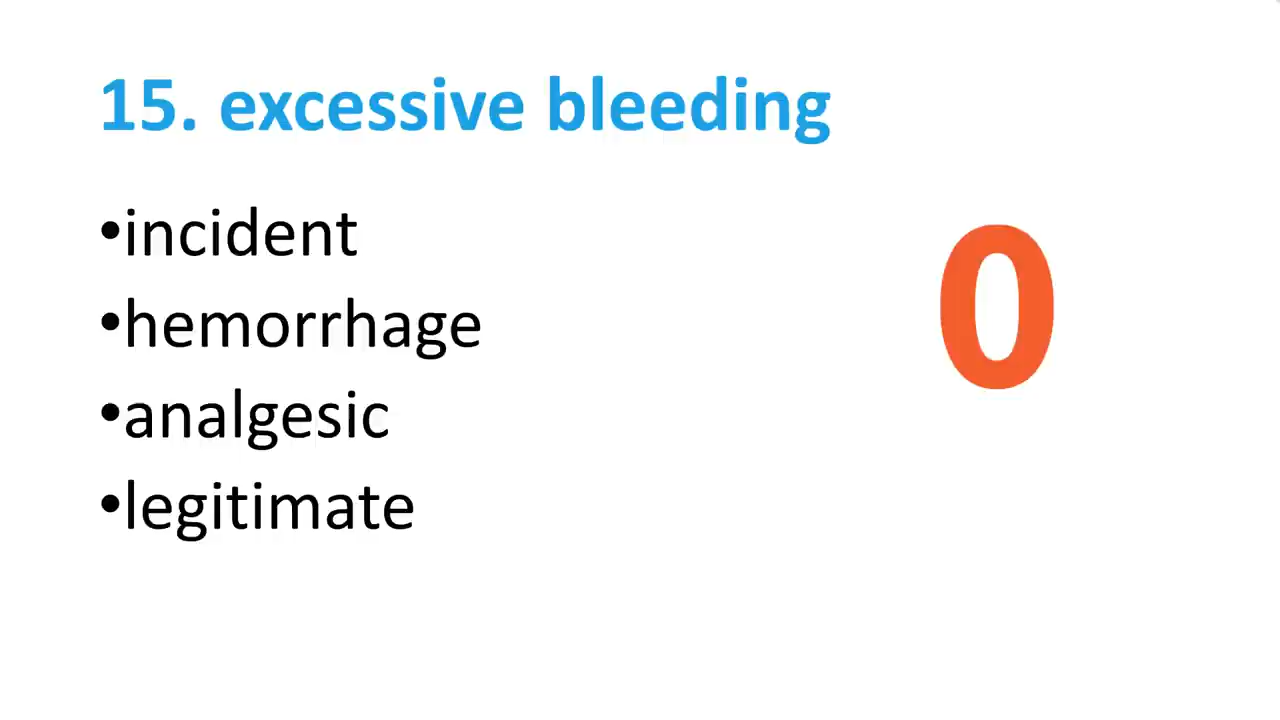 15. excessive bleeding
•incident
•hemorrhage
•analgesic
•legitimate
0